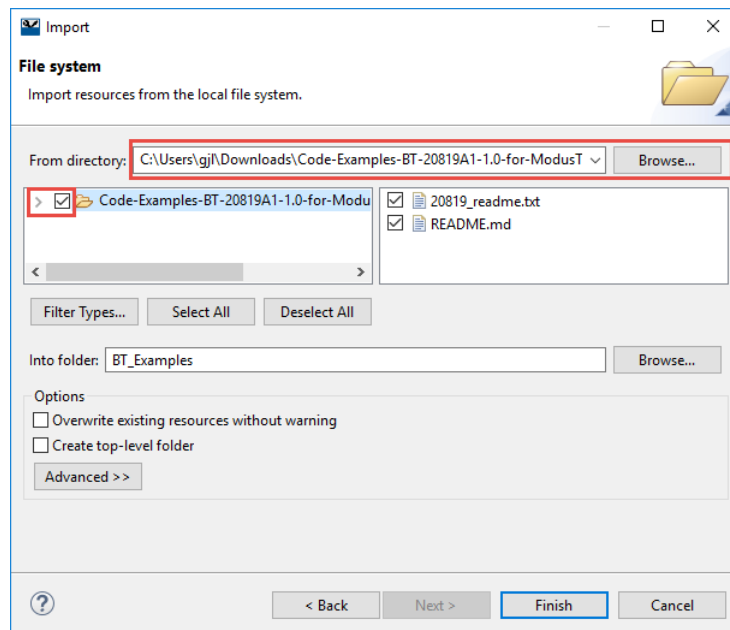 Import
File system
Import resources from the local file system.
From directory: C:\Users\gjl\Downloads\Code-Examples-BT-20819A1-1.0-for-ModusT Browse...
Code-Examples-BT-20819A1-1.0-for-Modu
20819_readme.txt
README.md
Filter Types... Select All Deselect All
Into folder: BT_Examples Browse...
Options
Overwrite existing resources without warning
Create top-level folder
Advanced >>
? < Back Next > Finish Cancel